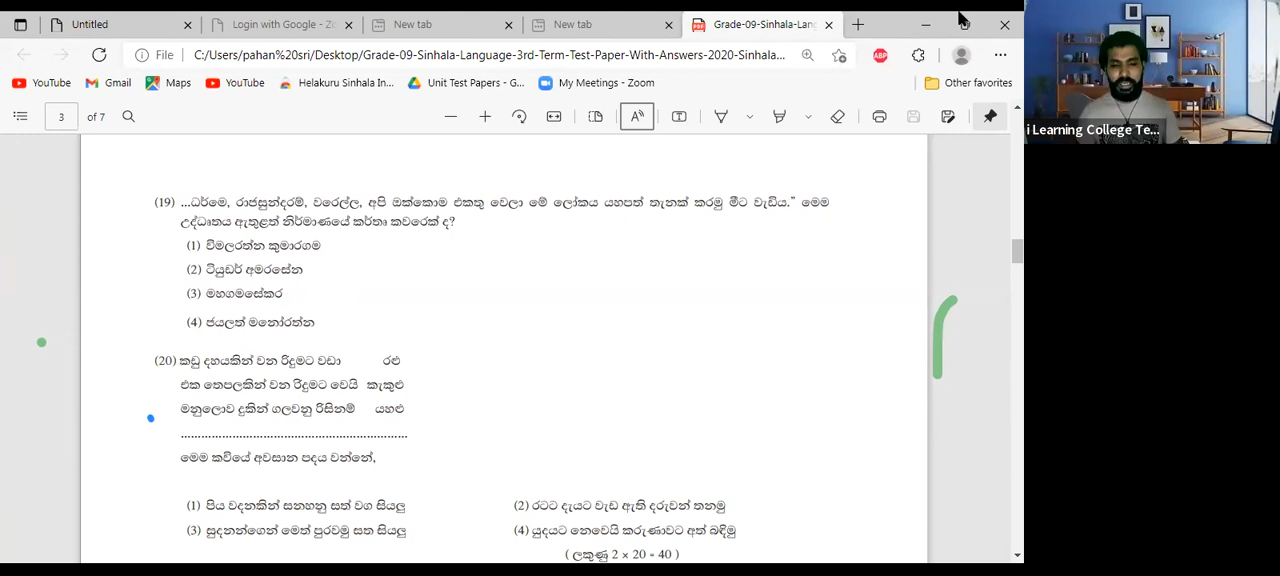 Untitled
Login with Google - Zo
New tab
New tab
Grade-09-Sinhala-Lan
File
C:/Users/pahan%20sri/Desktop/Grade-09-Sinhala-Language-3rd-Term-Test-Paper-With-Answers-2020-Sinhala...
ABP
YouTube
Gmail
Maps
YouTube
Helakuru Sinhala In...
Unit Test Papers - G...
My Meetings - Zoom
Other favorites
3 of 7
i Learning College Te...
(19) ...ධර්මෙ, රාජසුන්දරම්, වරෙල්ල, අපි ඔක්කොම එකතු වෙලා මේ ලෝකය යහපත් තැනක් කරමු මීට වැඩිය.” මෙම
උද්ධෘතය ඇතුළත් නිර්මාණයේ කර්තෘ කවරෙක් ද?
(1) විමලරත්න කුමාරගම
(2) ටියුඩර් අමරසේන
(3) මහගමසේකර
(4) ජයලත් මනෝරත්න
(20) කඩු දහයකින් වන රිදුමට වඩා රළු
එක තෙපලකින් වන රිදුමට වෙයි කැකුළු
මනුලොව දුකින් ගලවනු රිසිනම් යහළු
................................................................
මෙම කවියේ අවසාන පදය වන්නේ,
(1) පිය වදනකින් සනහනු සත් වග සියලු
(2) රටට දැයට වැඩ ඇති දරුවන් තනමු
(3) සුදනන්ගෙන් මෙත් පුරවමු සත සියලු
(4) යුදයට නෙවෙයි කරුණාවට අත් බඳිමු
( ලකුණු 2 × 20 = 40 )